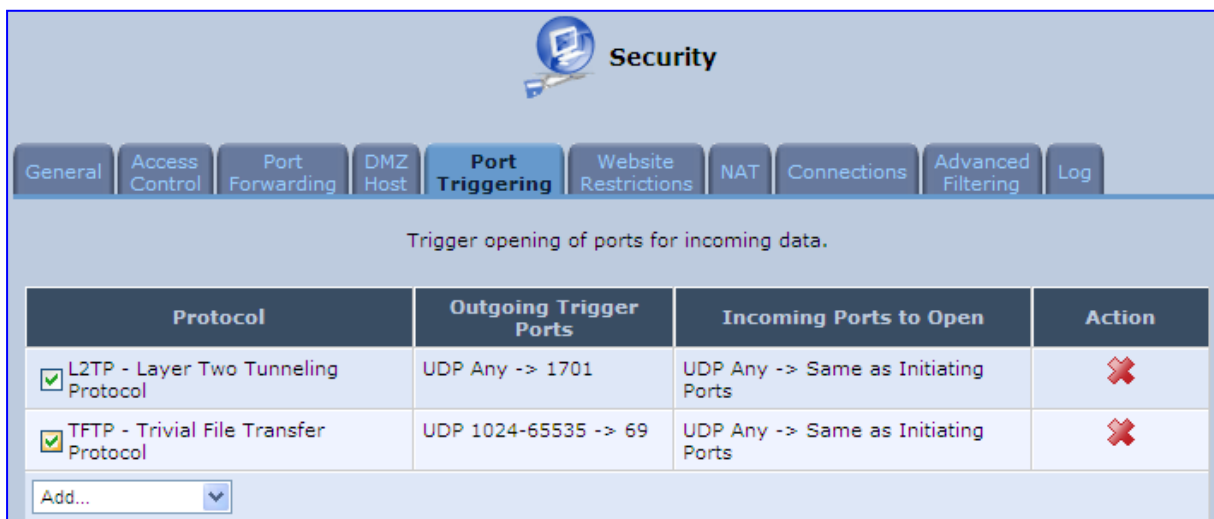 Security
General
Access
Control
Port
Forwarding
DMZ
Host
Port
Triggering
Website
Restrictions
NAT
Connections
Advanced
Filtering
Log
Trigger opening of ports for incoming data.
Protocol
Outgoing Trigger
Ports
Incoming Ports to Open
Action
L2TP - Layer Two Tunneling
Protocol
UDP Any -> 1701
UDP Any -> Same as Initiating
Ports
TFTP - Trivial File Transfer
Protocol
UDP 1024-65535 -> 69
UDP Any -> Same as Initiating
Ports
Add...